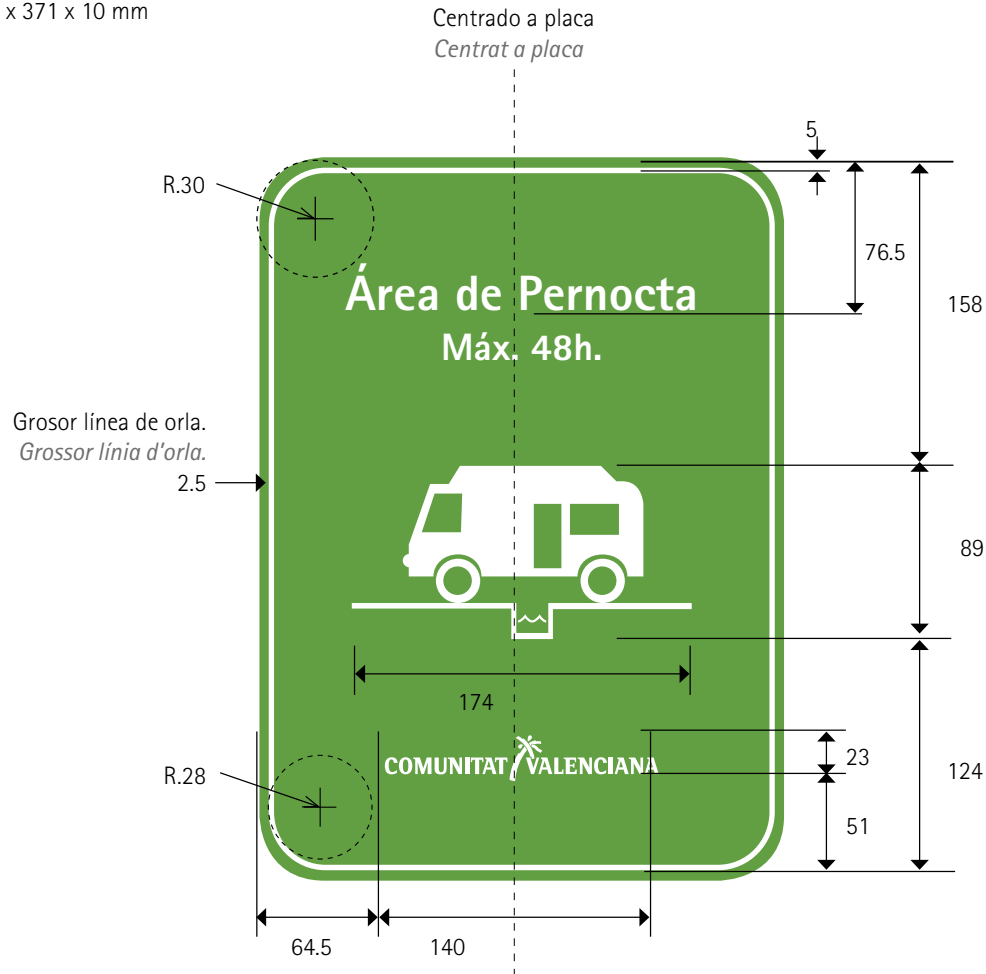 x 371 x 10 mm
Centrado a placa
Centrat a placa
5
R.30
76.5
158
Área de Pernocta
Máx. 48h.
Grosor línea de orla.
Grossor línia d'orla.
2.5
89
174
COMUNITAT VALENCIANA
R.28
23
124
51
64.5
140